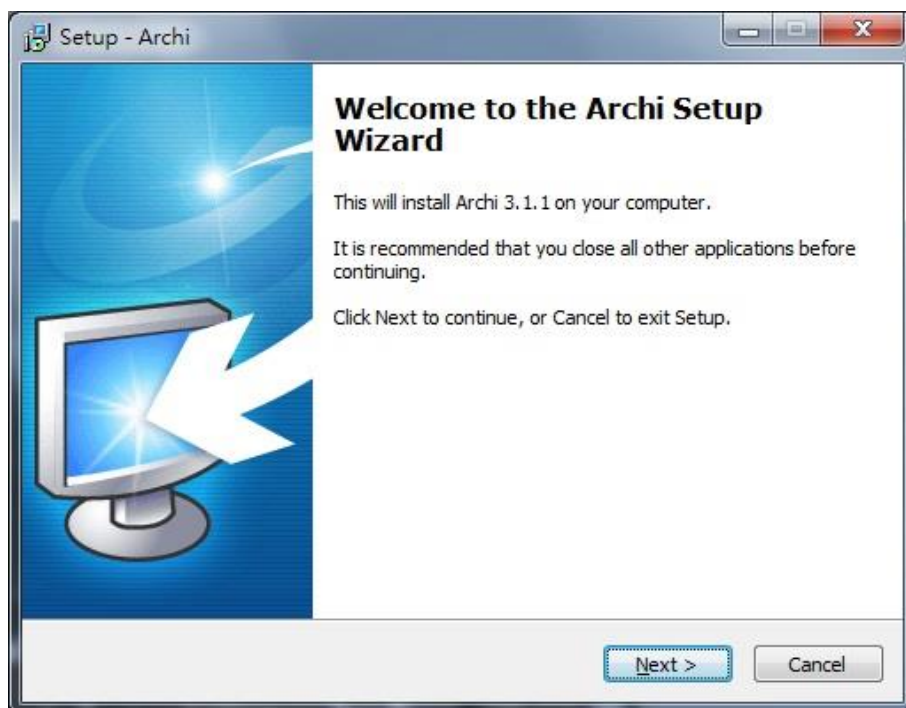 Setup - Archi
Welcome to the Archi Setup
Wizard
This will install Archi 3.1.1 on your computer.
It is recommended that you close all other applications before
continuing.
Click Next to continue, or Cancel to exit Setup.
Next >
Cancel